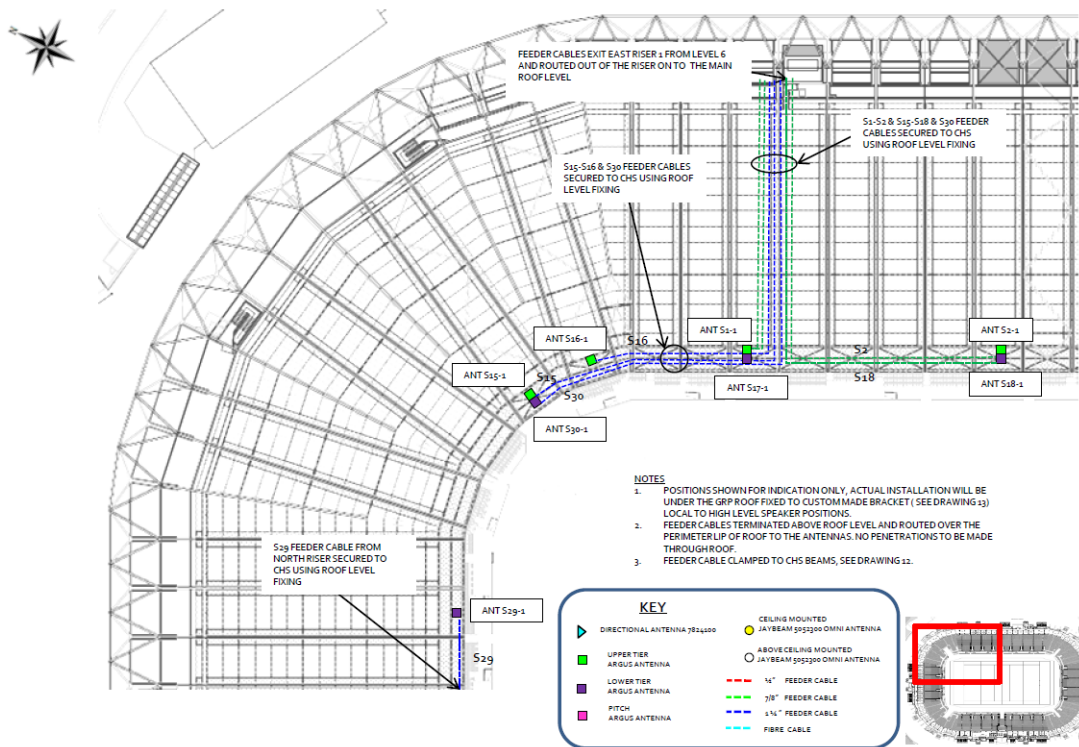 N
FEEDER CABLES EXIT EAST RISER 1 FROM LEVEL 6
AND ROUTED OUT OF THE RISER ON TO THE MAIN
ROOF LEVEL
S1-S2 & S15-S18 & S30 FEEDER
CABLES SECURED TO CHS
USING ROOF LEVEL FIXING
S15-S16 & S30 FEEDER CABLES
SECURED TO CHS USING ROOF
LEVEL FIXING
ANT S16-1
S16
ANT S1-1
ANT S2-1
S2
ANT S15-1
S15
S30
S18
ANT S17-1
ANT S18-1
ANT S30-1
NOTES
1. POSITIONS SHOWN FOR INDICATION ONLY, ACTUAL INSTALLATION WILL BE
UNDER THE GRP ROOF FIXED TO CUSTOM MADE BRACKET ( SEE DRAWING 13)
LOCAL TO HIGH LEVEL SPEAKER POSITIONS.
2. FEEDER CABLES TERMINATED ABOVE ROOF LEVEL AND ROUTED OVER THE
PERIMETER LIP OF ROOF TO THE ANTENNAS. NO PENETRATIONS TO BE MADE
THROUGH ROOF.
3. FEEDER CABLE CLAMPED TO CHS BEAMS, SEE DRAWING 12.
S29 FEEDER CABLE FROM
NORTH RISER SECURED TO
CHS USING ROOF LEVEL
FIXING
ANT S29-1
S29
KEY
DIRECTIONAL ANTENNA 7824100
UPPER TIER
ARGUS ANTENNA
LOWER TIER
ARGUS ANTENNA
PITCH
ARGUS ANTENNA
CEILING MOUNTED
JAYBEAM 5052300 OMNI ANTENNA
ABOVE CEILING MOUNTED
JAYBEAM 5052300 OMNI ANTENNA
FEEDER CABLE
7/8" FEEDER CABLE
FEEDER CABLE
FIBRE CABLE